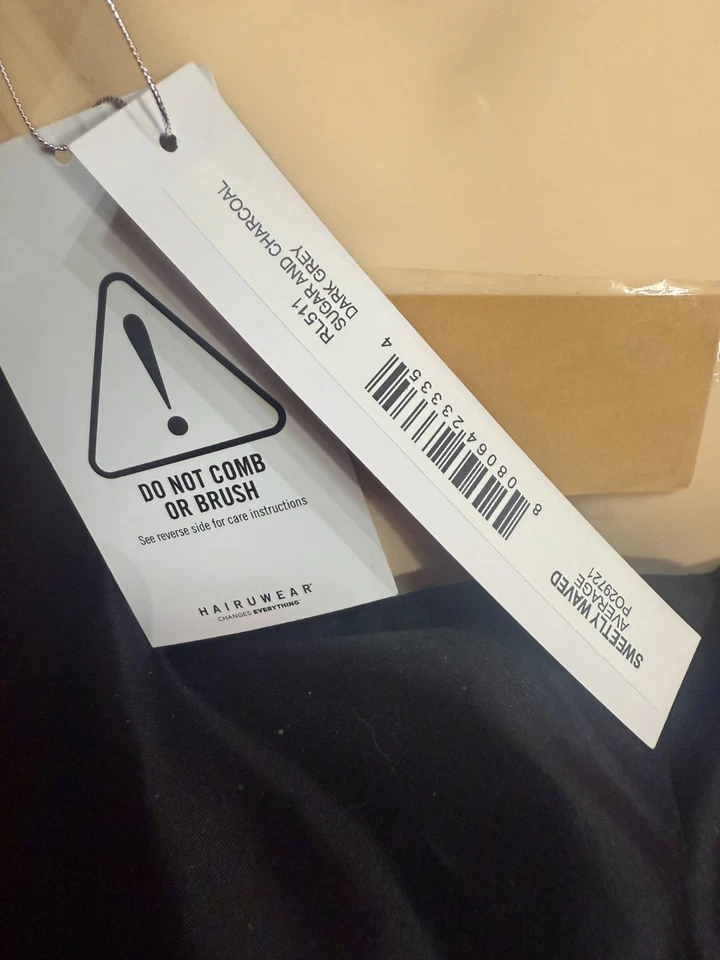 DO NOT COMB
OR BRUSH
See reverse side for care instructions
HAIRUWEAR®
CHANGES EVERYTHING™
SWEETLY WAVED
AVERAGE
PO29721
8 08064 23335 4
RL511
SUGAR AND CHARCOAL
DARK GREY